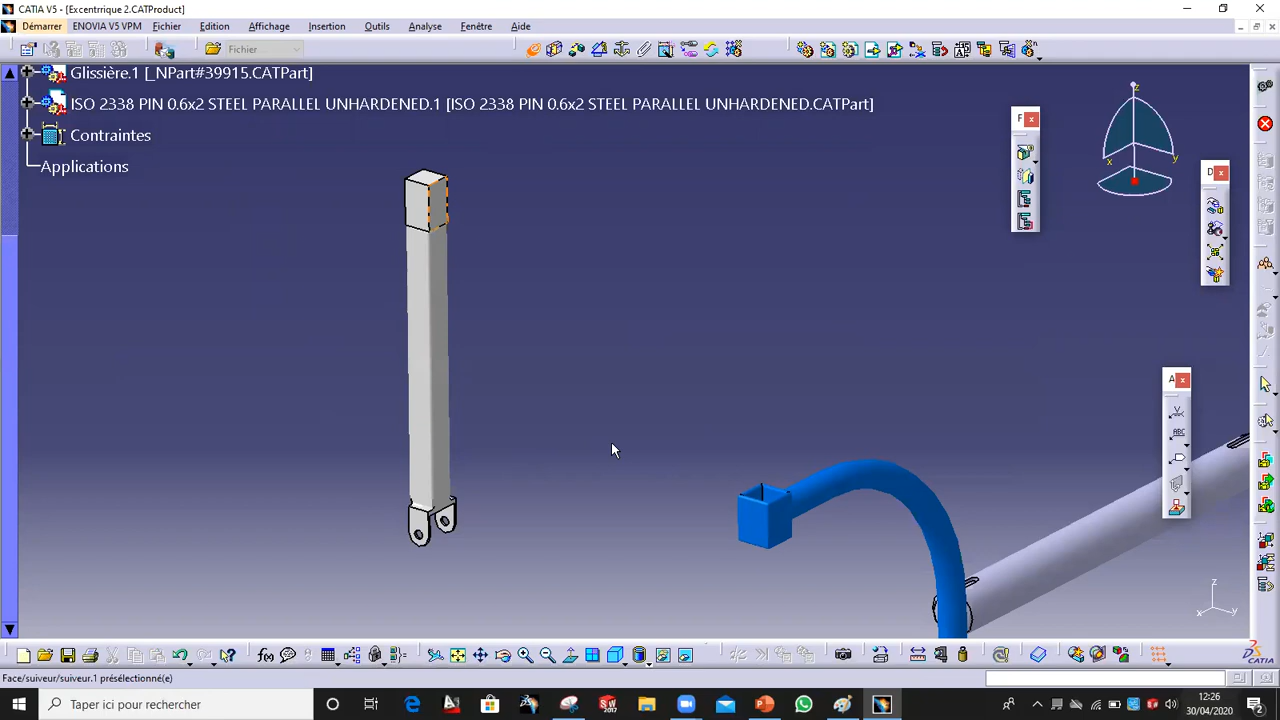 CATIA V5 - [Excentrrique 2.CATProduct]
Démarrer ENOVIA V5 VPM Fichier Edition Affichage Insertion Outils Analyse Fenêtre Aide
Fichier
Glissière.1 [_NPart#39915.CATPart]
ISO 2338 PIN 0.6x2 STEEL PARALLEL UNHARDENED.1 [ISO 2338 PIN 0.6x2 STEEL PARALLEL UNHARDENED.CATPart]
Contraintes
Applications
z
x y
F
D
A
z
x y
Face/suiveur/suiveur.1 présélectionné(e)
Taper ici pour rechercher
12:26
30/04/2020